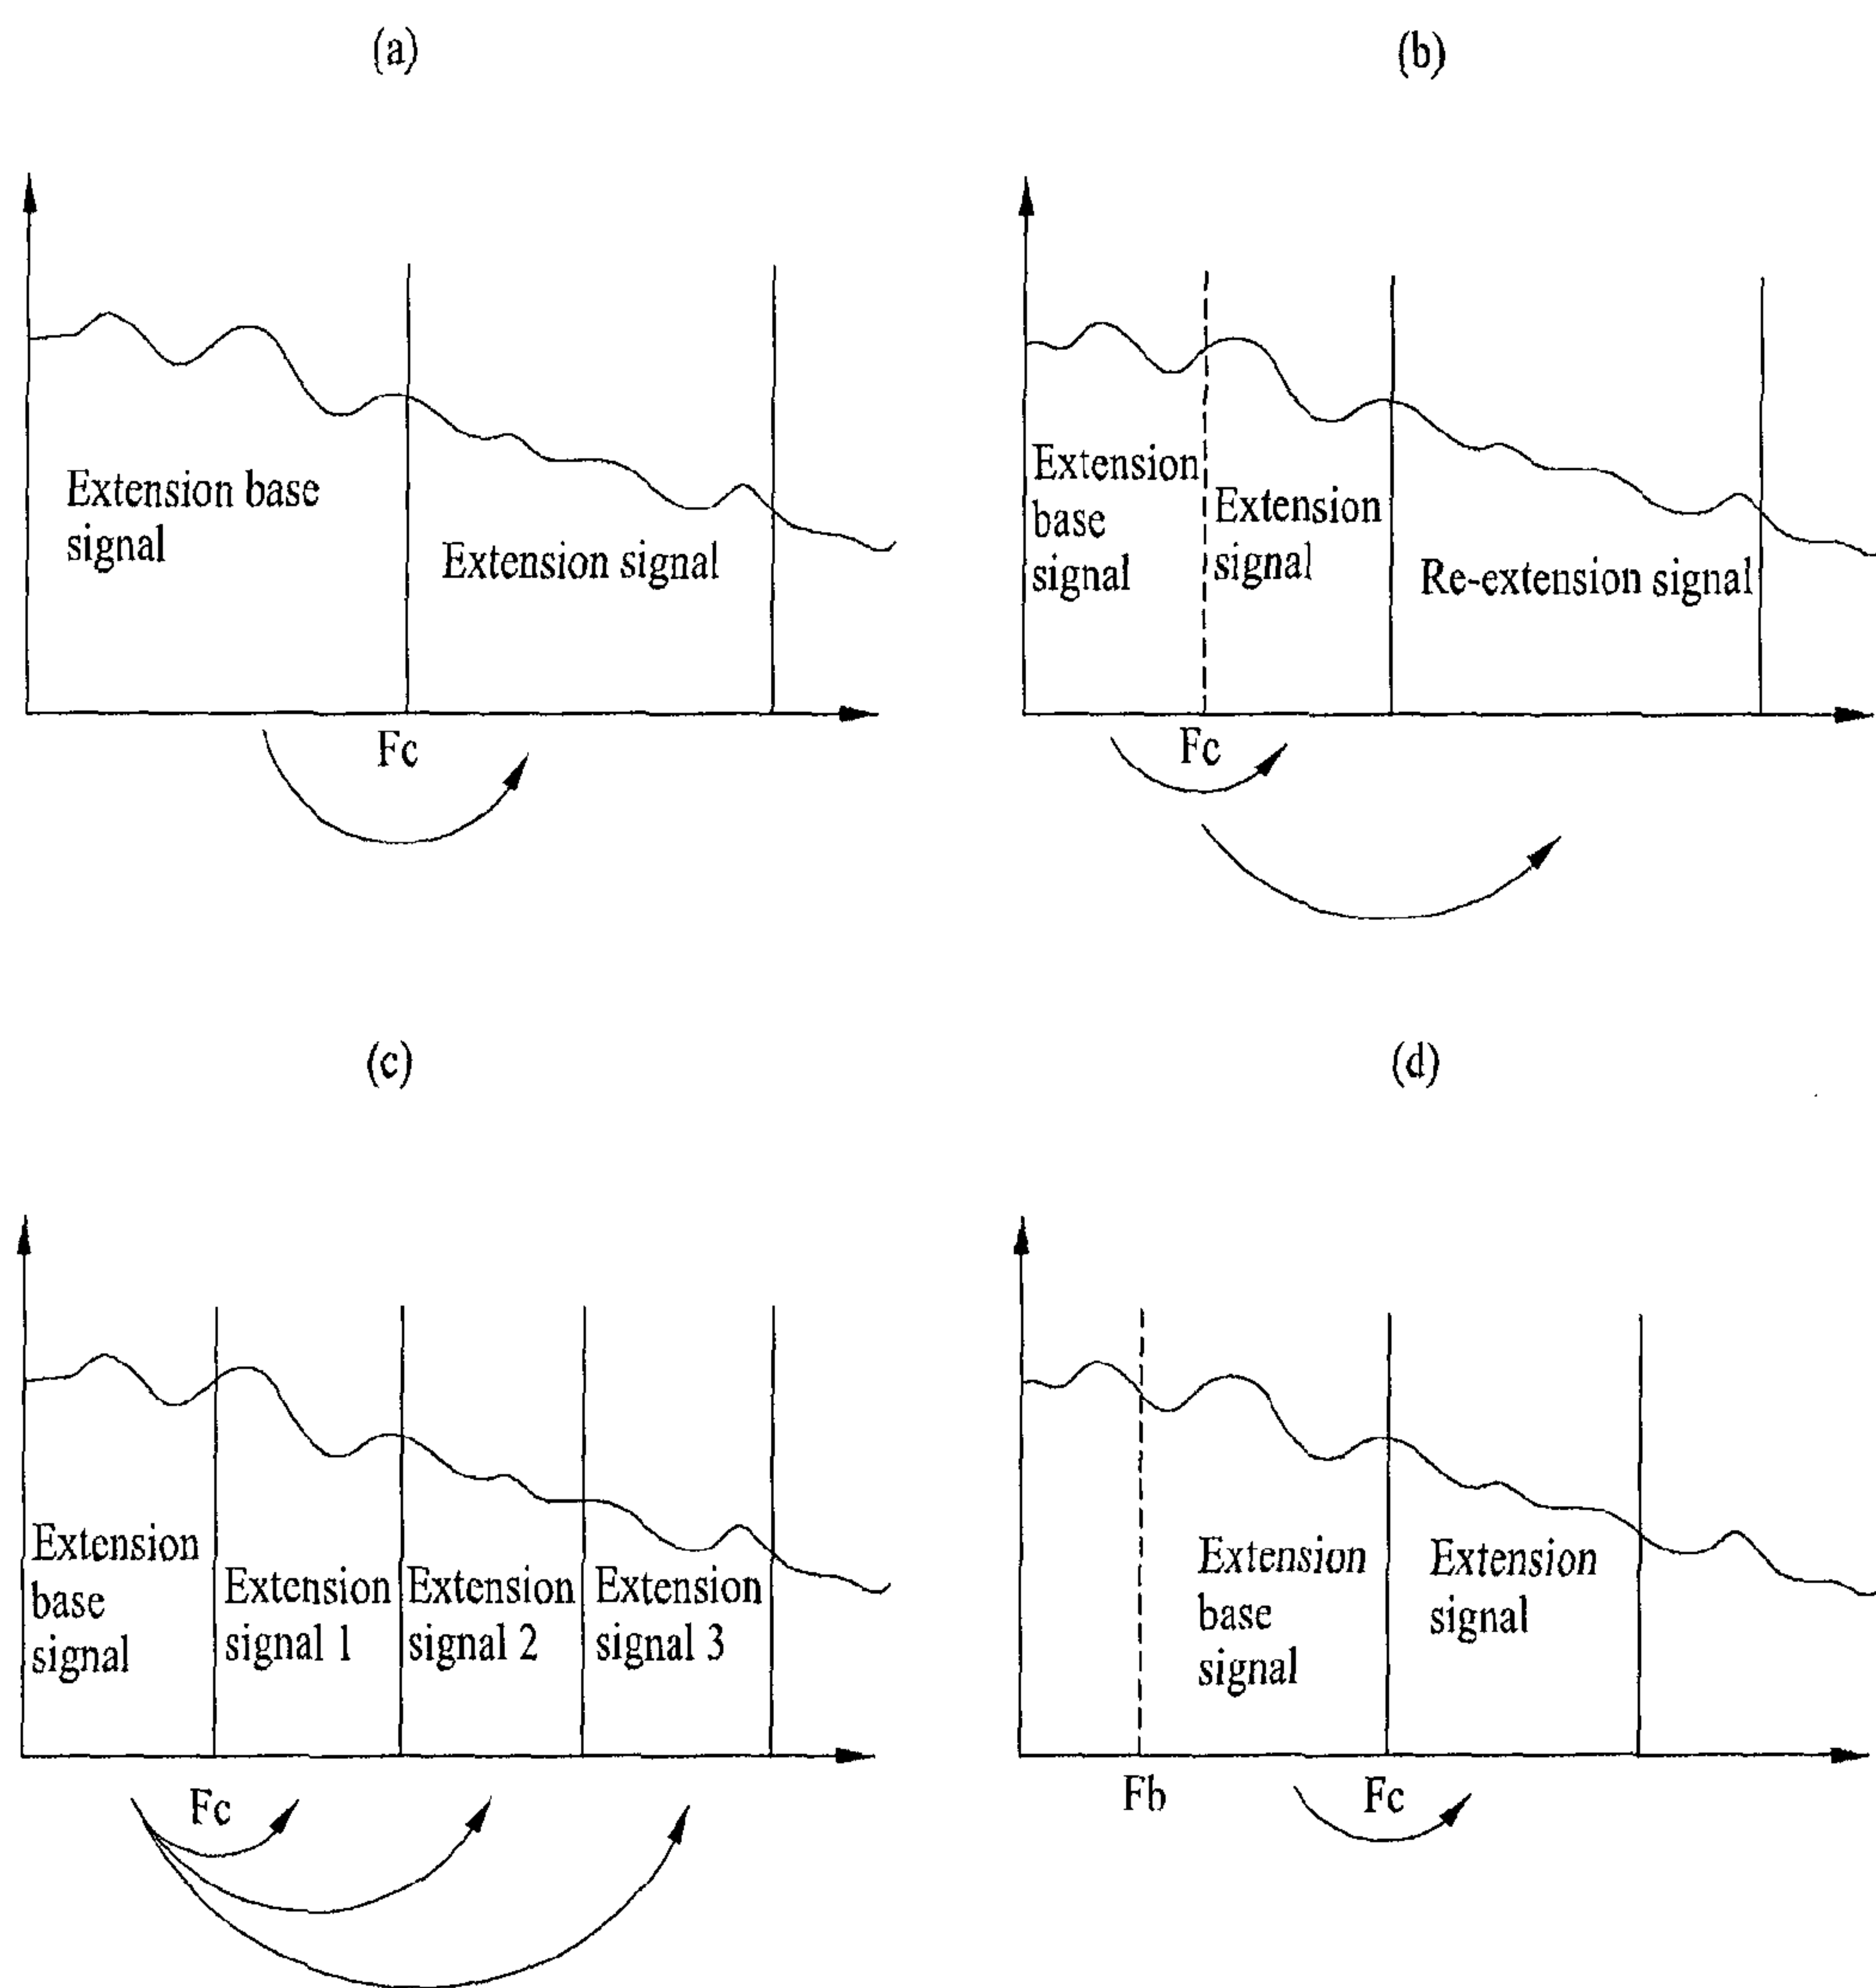 (a)
Extension base
signal
Extension signal
Fc
(b)
Extension
base
signal
Extension
signal
Re-extension signal
Fc
(c)
Extension
base
signal
Extension
signal 1
Extension
signal 2
Extension
signal 3
Fc
(d)
Extension
base
signal
Extension
signal
Fb
Fc